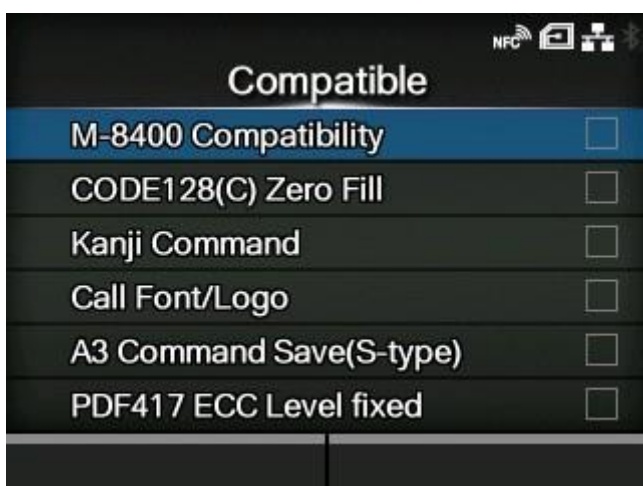 NFC
Compatible
M-8400 Compatibility
CODE128(C) Zero Fill
Kanji Command
Call Font/Logo
A3 Command Save(S-type)
PDF417 ECC Level fixed